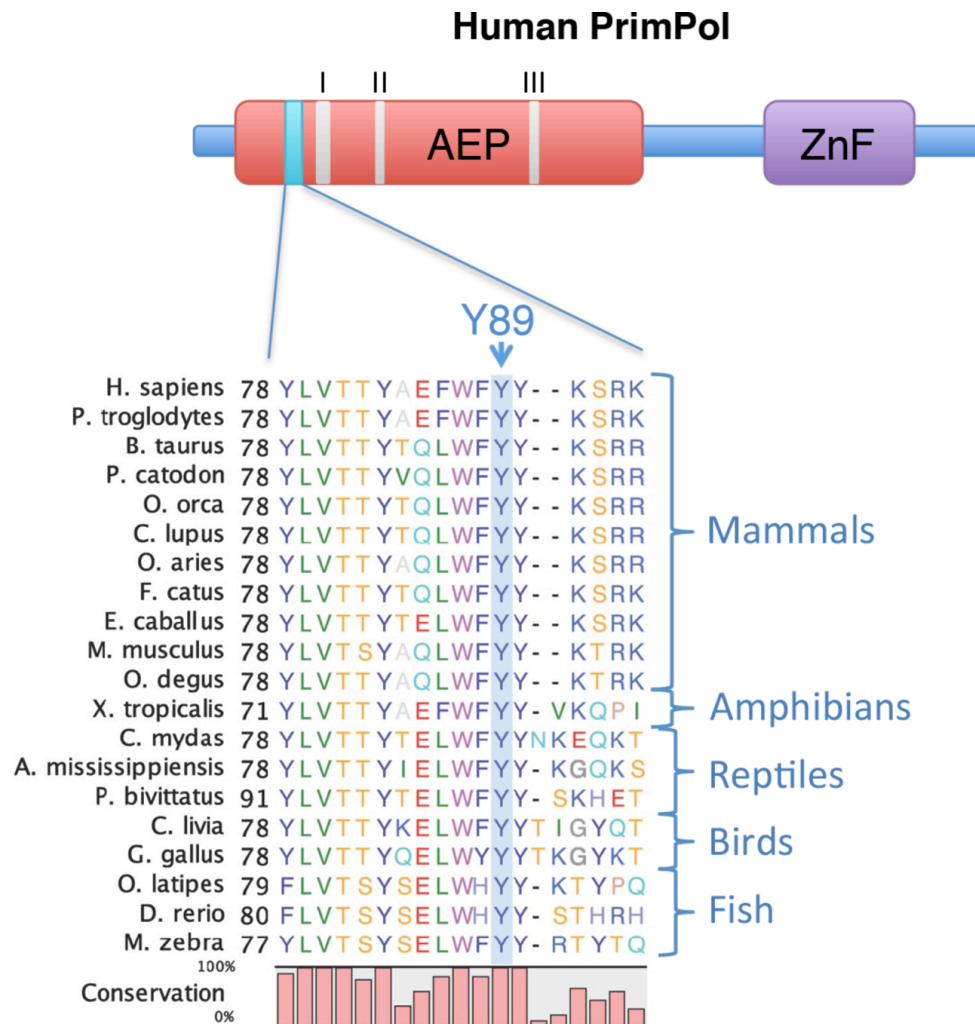 Human PrimPol
I II III
AEP ZnF
Y89
H. sapiens 78 YLVTTYAEFWFYY--KSRK
P. troglodytes 78 YLVTTYAEFWFYY--KSRK
B. taurus 78 YLVTTYTQLWFYY--KSRR
P. catodon 78 YLVTTYVQLWFYY--KSRR
O. orca 78 YLVTTYTQLWFYY--KSRR
C. lupus 78 YLVTTYTQLWFYY--KSRR
O. aries 78 YLVTTYAQLWFYY--KSRR
F. catus 78 YLVTTYTQLWFYY--KSRK
E. caballus 78 YLVTTYTELWFYY--KSRK
M. musculus 78 YLVTSYAQLWFYY--KTRK
O. degus 78 YLVTTYAQLWFYY--KTRK
Mammals
X. tropicalis 71 YLVTTYAEFWFYY-VKQPI
Amphibians
C. mydas 78 YLVTTYTELWFYYNKEQKT
A. mississippiensis 78 YLVTTYIELWFYY-KGQKS
P. bivittatus 91 YLVTTYTELWFYY-SKHET
Reptiles
C. livia 78 YLVTTYKELWFYYTIGYQT
G. gallus 78 YLVTTYQELWYYYTKGYKT
Birds
O. latipes 79 FLVTSYSELWHYY-KTYPQ
D. rerio 80 FLVTSYSELWHYY-STHRH
M. zebra 77 YLVTSYSELWFYY-RTYTQ
Fish
100%
Conservation
0%